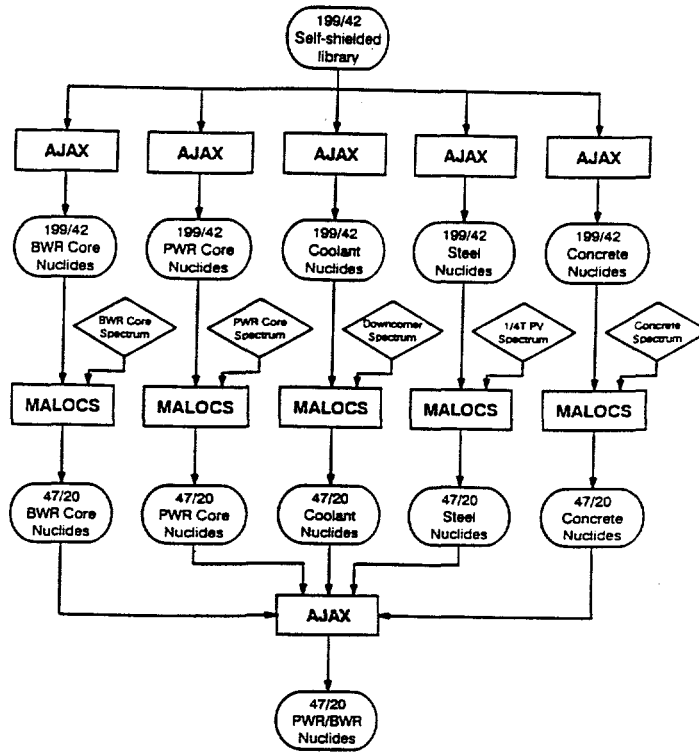 199/42
Self-shielded
library
AJAX
AJAX
AJAX
AJAX
AJAX
199/42
BWR Core
Nuclides
199/42
PWR Core
Nuclides
199/42
Coolant
Nuclides
199/42
Steel
Nuclides
199/42
Concrete
Nuclides
BWR Core
Spectrum
PWR Core
Spectrum
Downcomer
Spectrum
1/4T PV
Spectrum
Concrete
Spectrum
MALOCS
MALOCS
MALOCS
MALOCS
MALOCS
47/20
BWR Core
Nuclides
47/20
PWR Core
Nuclides
47/20
Coolant
Nuclides
47/20
Steel
Nuclides
47/20
Concrete
Nuclides
AJAX
47/20
PWR/BWR
Nuclides